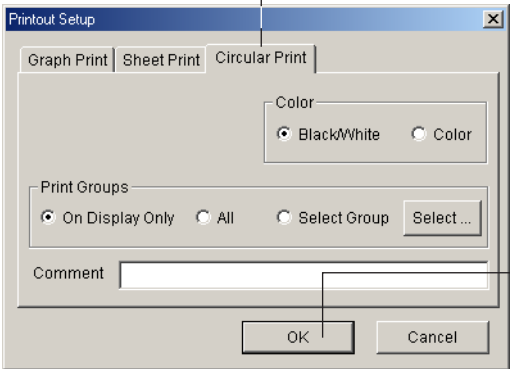 Printout Setup
Graph Print Sheet Print Circular Print
Color
Black/White Color
Print Groups
On Display Only All Select Group Select ...
Comment
OK Cancel